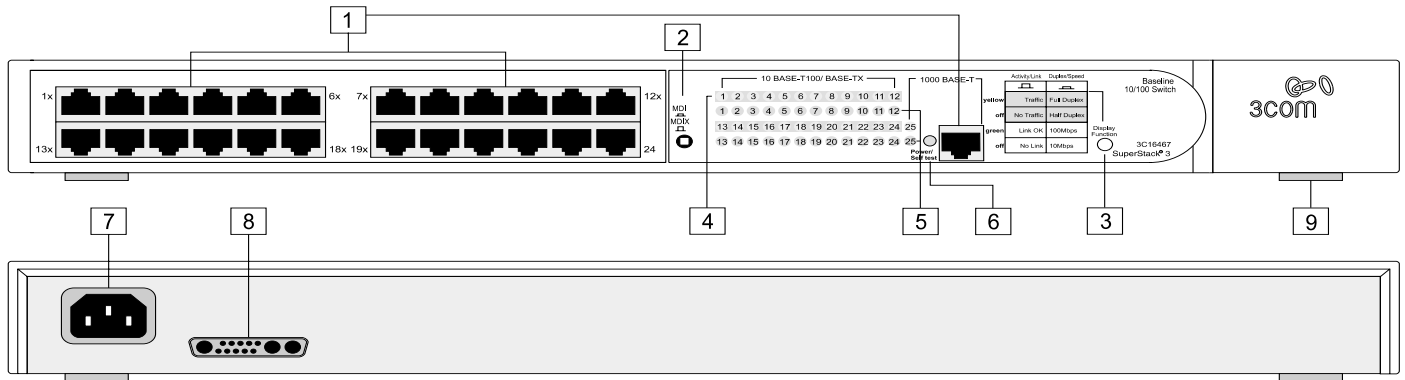 1
2
1x
6x
7x
12x
13x
18x
19x
24
MDI
MDIX
10 BASE-T100/ BASE-TX
1 2 3 4 5 6 7 8 9 10 11 12
1 2 3 4 5 6 7 8 9 10 11 12
13 14 15 16 17 18 19 20 21 22 23 24 25
13 14 15 16 17 18 19 20 21 22 23 24 25
1000 BASE-T
Power/
Self test
Activity/Link Duplex/Speed
yellow Traffic Full Duplex
off No Traffic Half Duplex
green Link OK 100Mbps
off No Link 10Mbps
Display
Function
Baseline
10/100 Switch
3C16467
SuperStack® 3
3COM
4
5
6
3
9
7
8